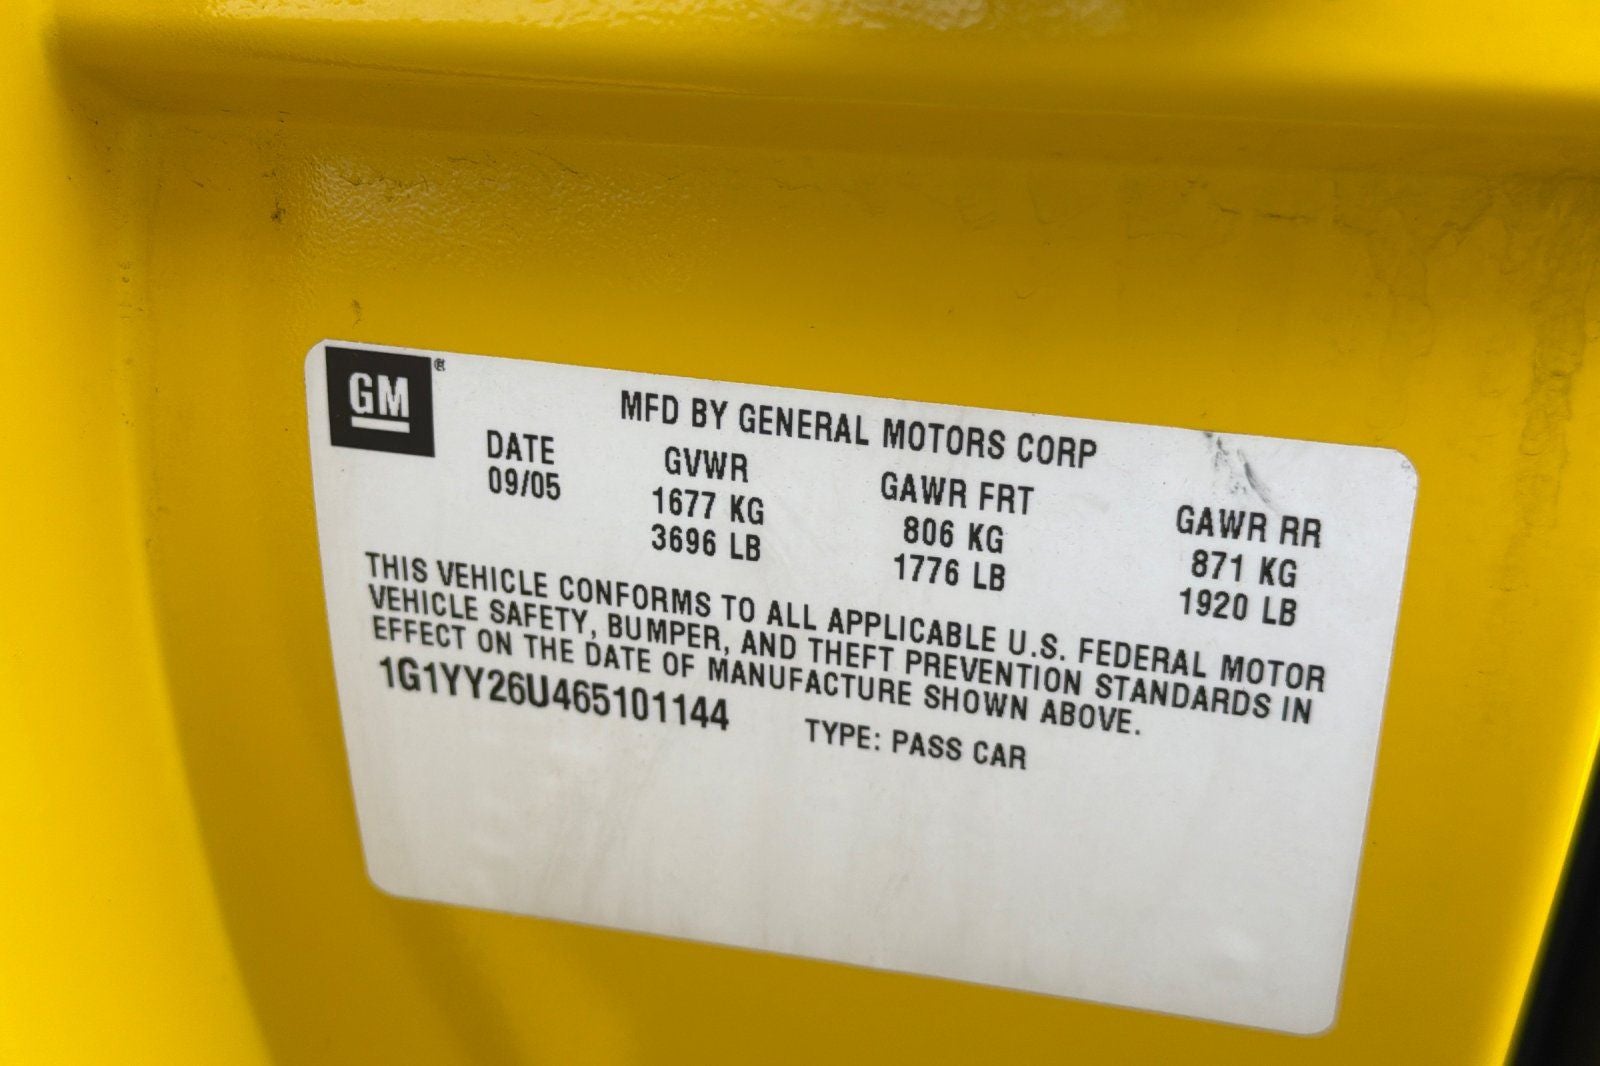 GM
MFD BY GENERAL MOTORS CORP
DATE GVWR GAWR FRT GAWR RR
09/05 1677 KG 806 KG 871 KG
3696 LB 1776 LB 1920 LB
THIS VEHICLE CONFORMS TO ALL APPLICABLE U.S. FEDERAL MOTOR
VEHICLE SAFETY, BUMPER, AND THEFT PREVENTION STANDARDS IN
EFFECT ON THE DATE OF MANUFACTURE SHOWN ABOVE.
1G1YY26U465101144 TYPE: PASS CAR